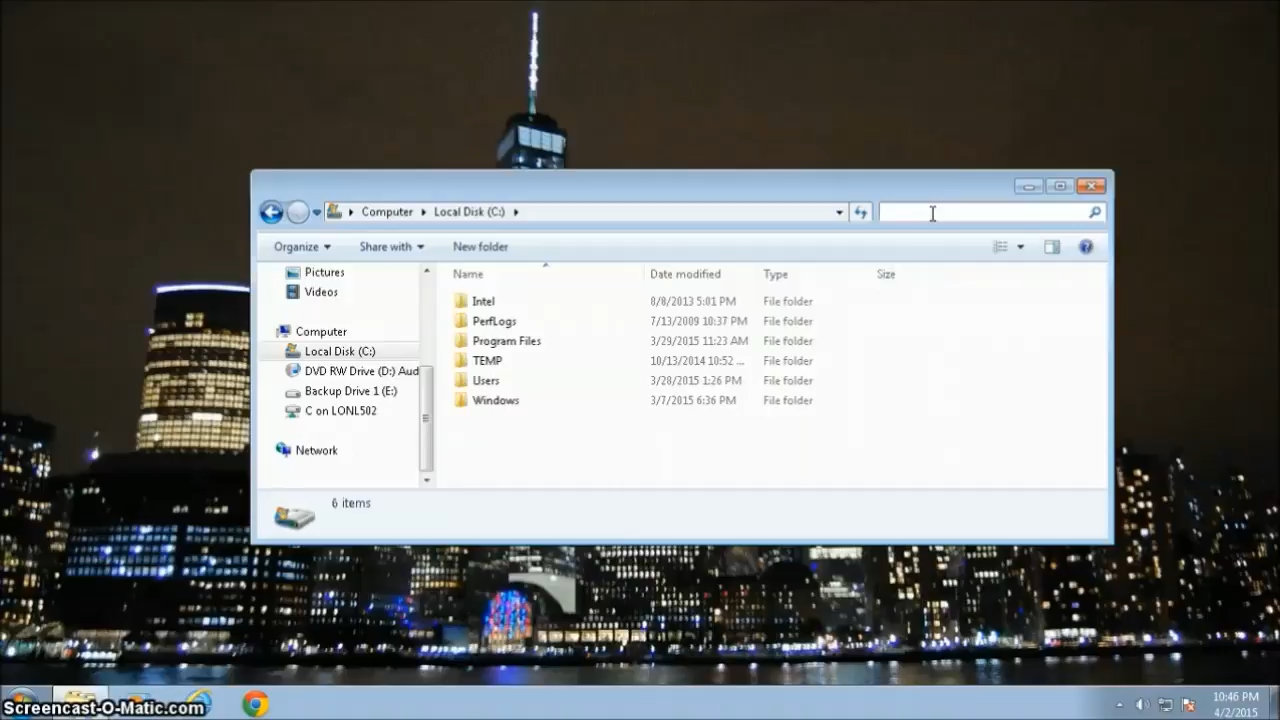 Computer Local Disk (C:)
Organize Share with New folder
Pictures
Videos
Computer
Local Disk (C:)
DVD RW Drive (D:) Aud
Backup Drive 1 (E:)
C on LONL502
Network
Name Date modified Type Size
Intel 8/8/2013 5:01 PM File folder
PerfLogs 7/13/2009 10:37 PM File folder
Program Files 3/29/2015 11:23 AM File folder
TEMP 10/13/2014 10:52 ... File folder
Users 3/28/2015 1:26 PM File folder
Windows 3/7/2015 6:36 PM File folder
6 items
Screencast-O-Matic.com
10:46 PM
4/2/2015